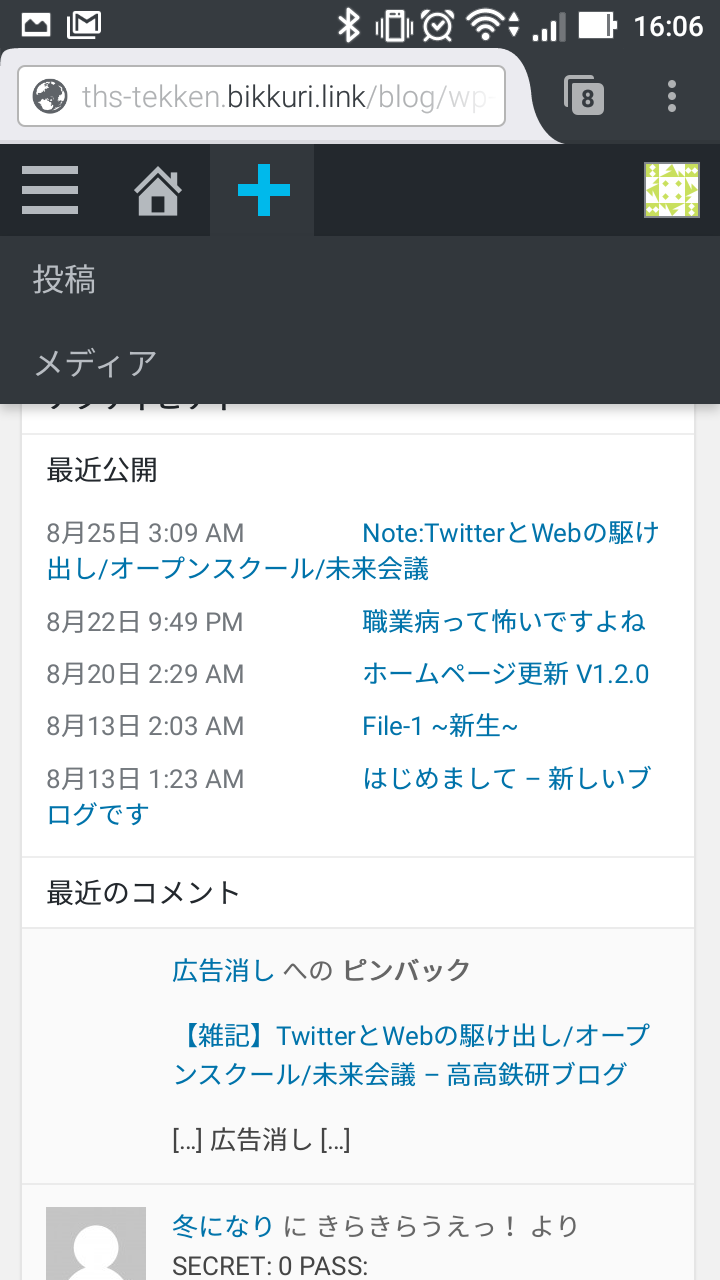 16:06
ths-tekken.bikkuri.link/blog/wp-
8
投稿
メディア
最近公開
8月25日 3:09 AM Note:TwitterとWebの駆け
出し/オープンスクール/未来会議
8月22日 9:49 PM 職業病って怖いですよね
8月20日 2:29 AM ホームページ更新 V1.2.0
8月13日 2:03 AM File-1 ~新生~
8月13日 1:23 AM はじめまして – 新しいブ
ログです
最近のコメント
広告消し への ピンバック
【雑記】TwitterとWebの駆け出し/オープ
ンスクール/未来会議 – 高高鉄研ブログ
[...] 広告消し [...]
冬になり に きらきらうえっ！ より
SECRET: 0 PASS: